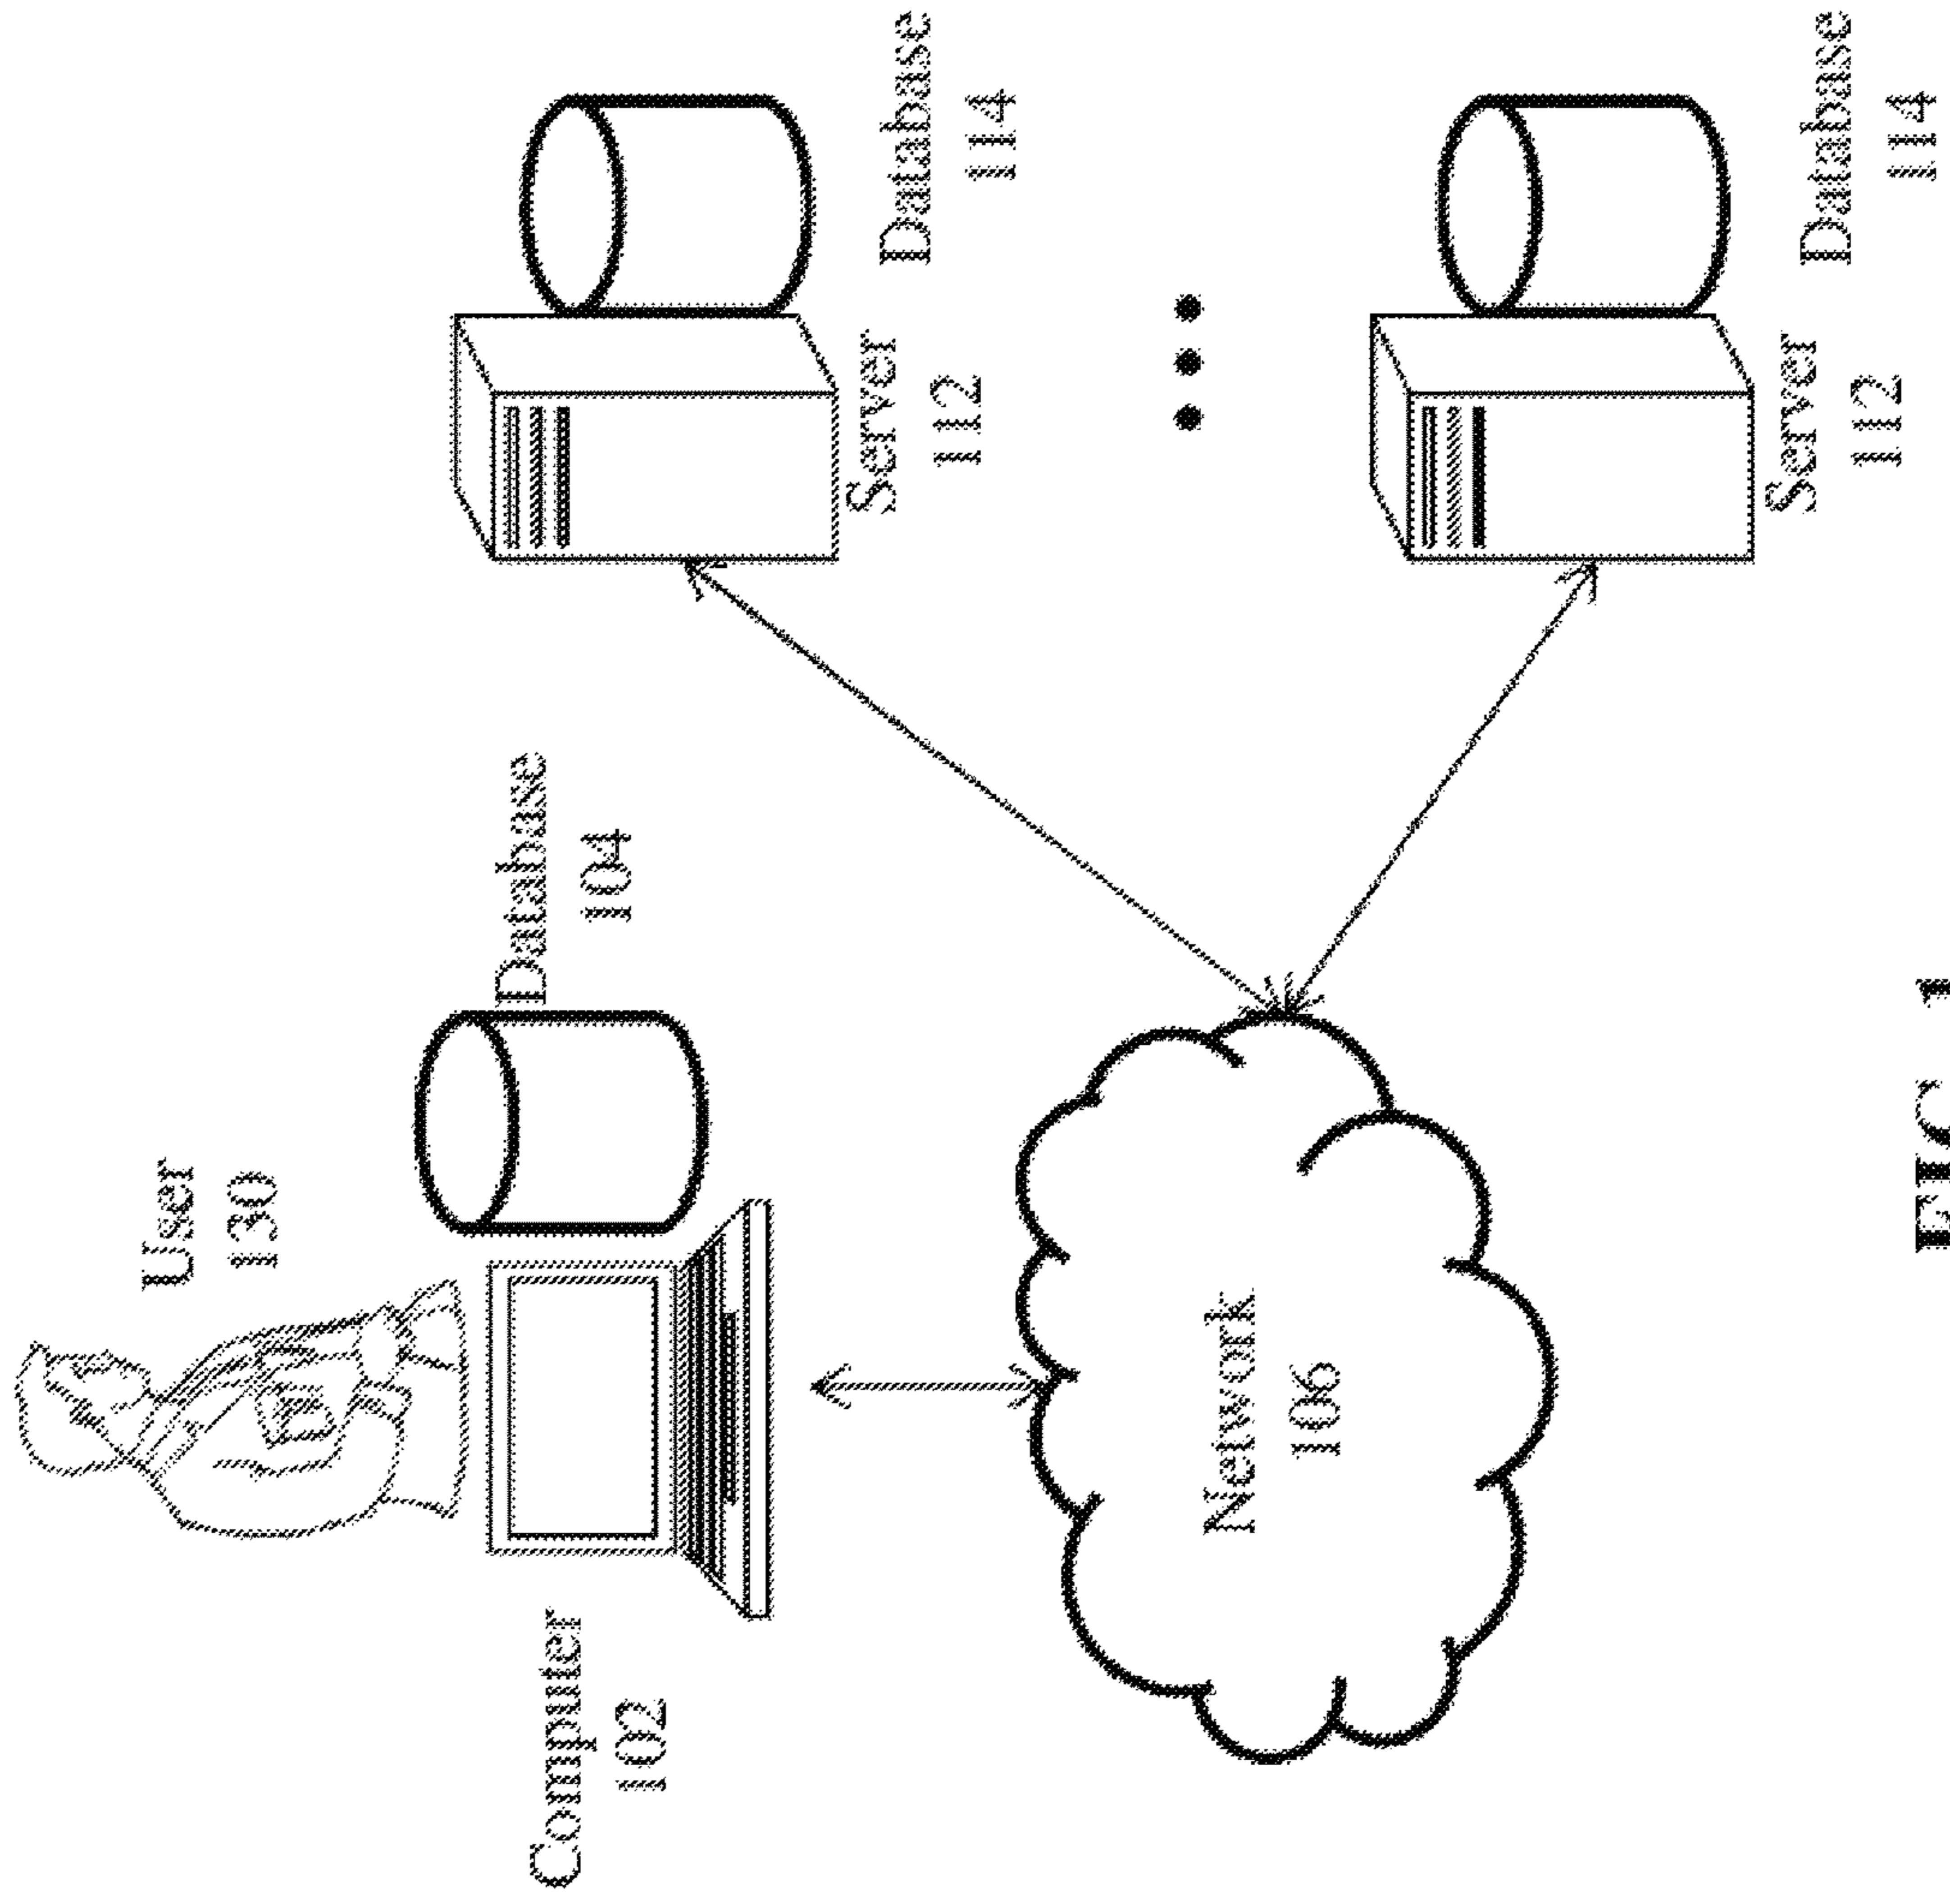 User
130
Computer
102
Database
104
Network
106
Server
112
Database
114
Server
112
Database
114
FIG. 1